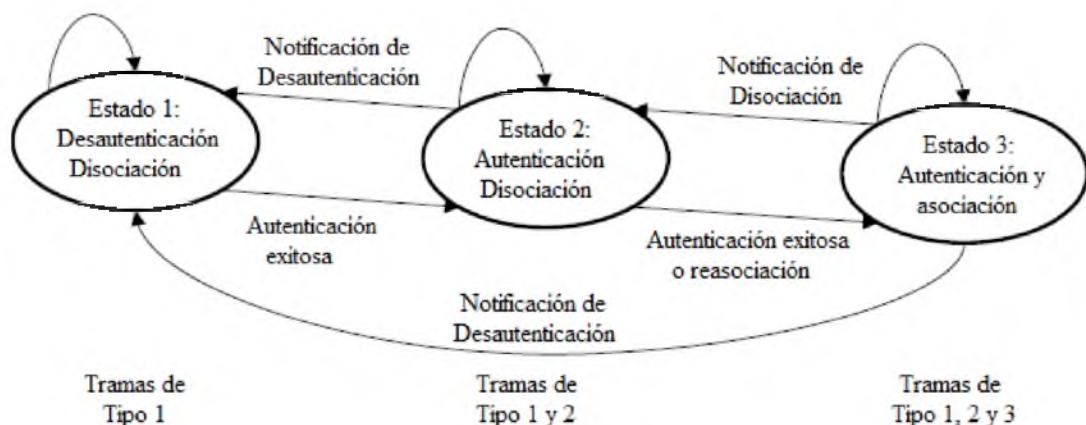 Notificación de
Desautenticación
Notificación de
Disociación
Estado 1:
Desautenticación
Disociación
Estado 2:
Autenticación
Disociación
Estado 3:
Autenticación y
asociación
Autenticación
exitosa
Autenticación exitosa
o reasociación
Notificación de
Desautenticación
Tramas de
Tipo 1
Tramas de
Tipo 1 y 2
Tramas de
Tipo 1, 2 y 3